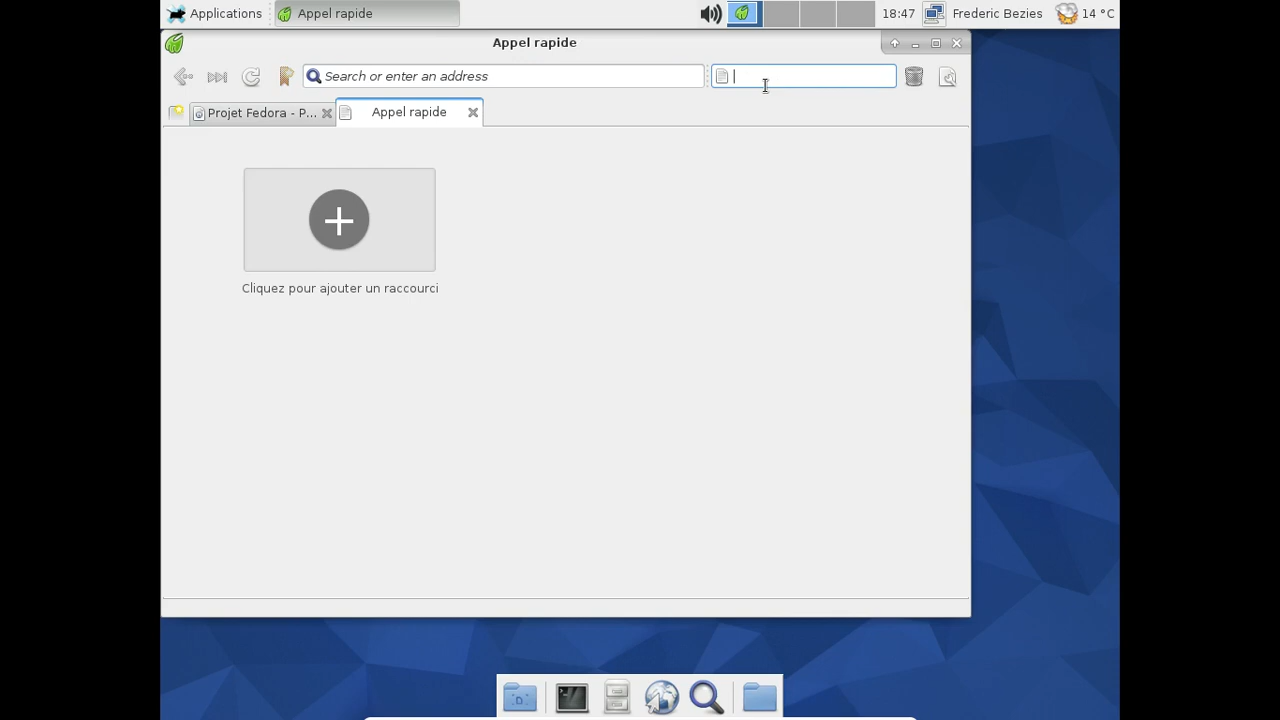 Applications
Appel rapide
18:47
Frederic Bezies
14 °C
Appel rapide
Search or enter an address
Projet Fedora - P...
Appel rapide
Cliquez pour ajouter un raccourci